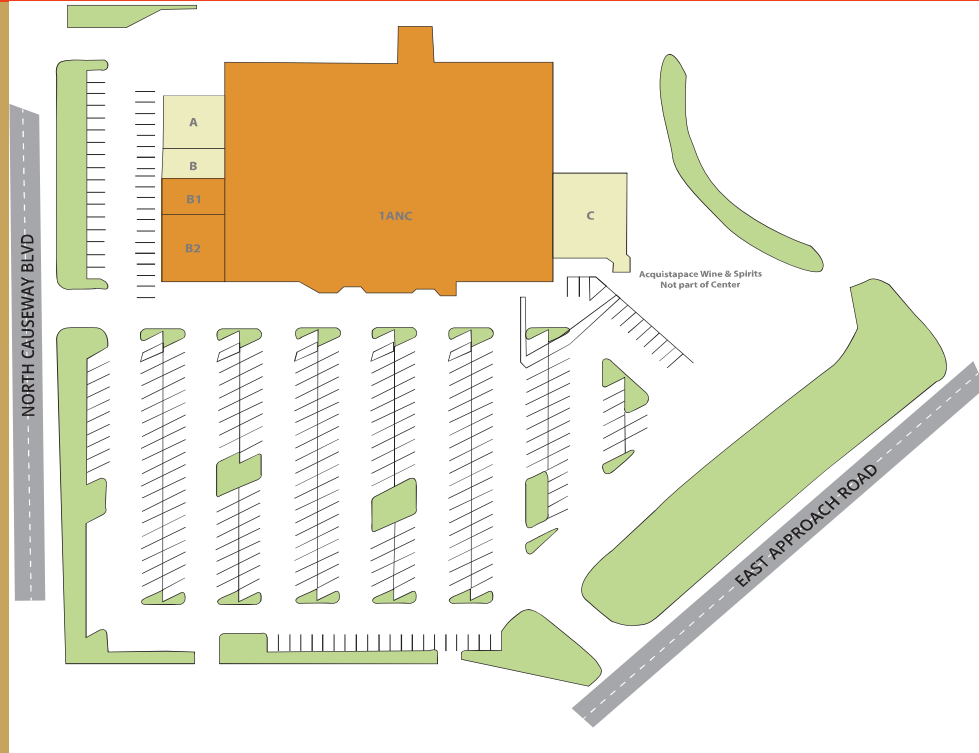 A
B
B1
1ANC
C
B2
Acquistapace Wine & Spirits
Not part of Center
NORTH CAUSEWAY BLVD
EAST APPROACH ROAD